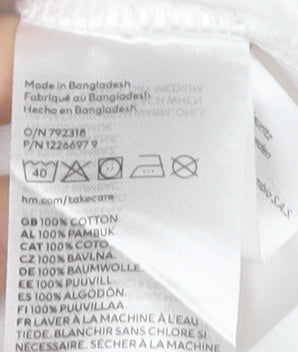 Made in Bangladesh
Fabriqué au Bangladesh
Hecho en Bangladesh
O/N 792318
P/N 1226697 9
40
hm.com/takecare
GB 100% COTTON.
AL 100% PAMBUK.
CAT 100% COTÓ.
CZ 100% BAVLNA.
DE 100% BAUMWOLLE
EE 100% PUUVILL.
ES 100% ALGODÓN.
FI 100% PUUVILLAA.
FR LAVER À LA MACHINE À L'EAU
TIÈDE. BLANCHIR SANS CHLORE SI
NÉCESSAIRE. SÉCHER À LA MACHINE
S.A.S.